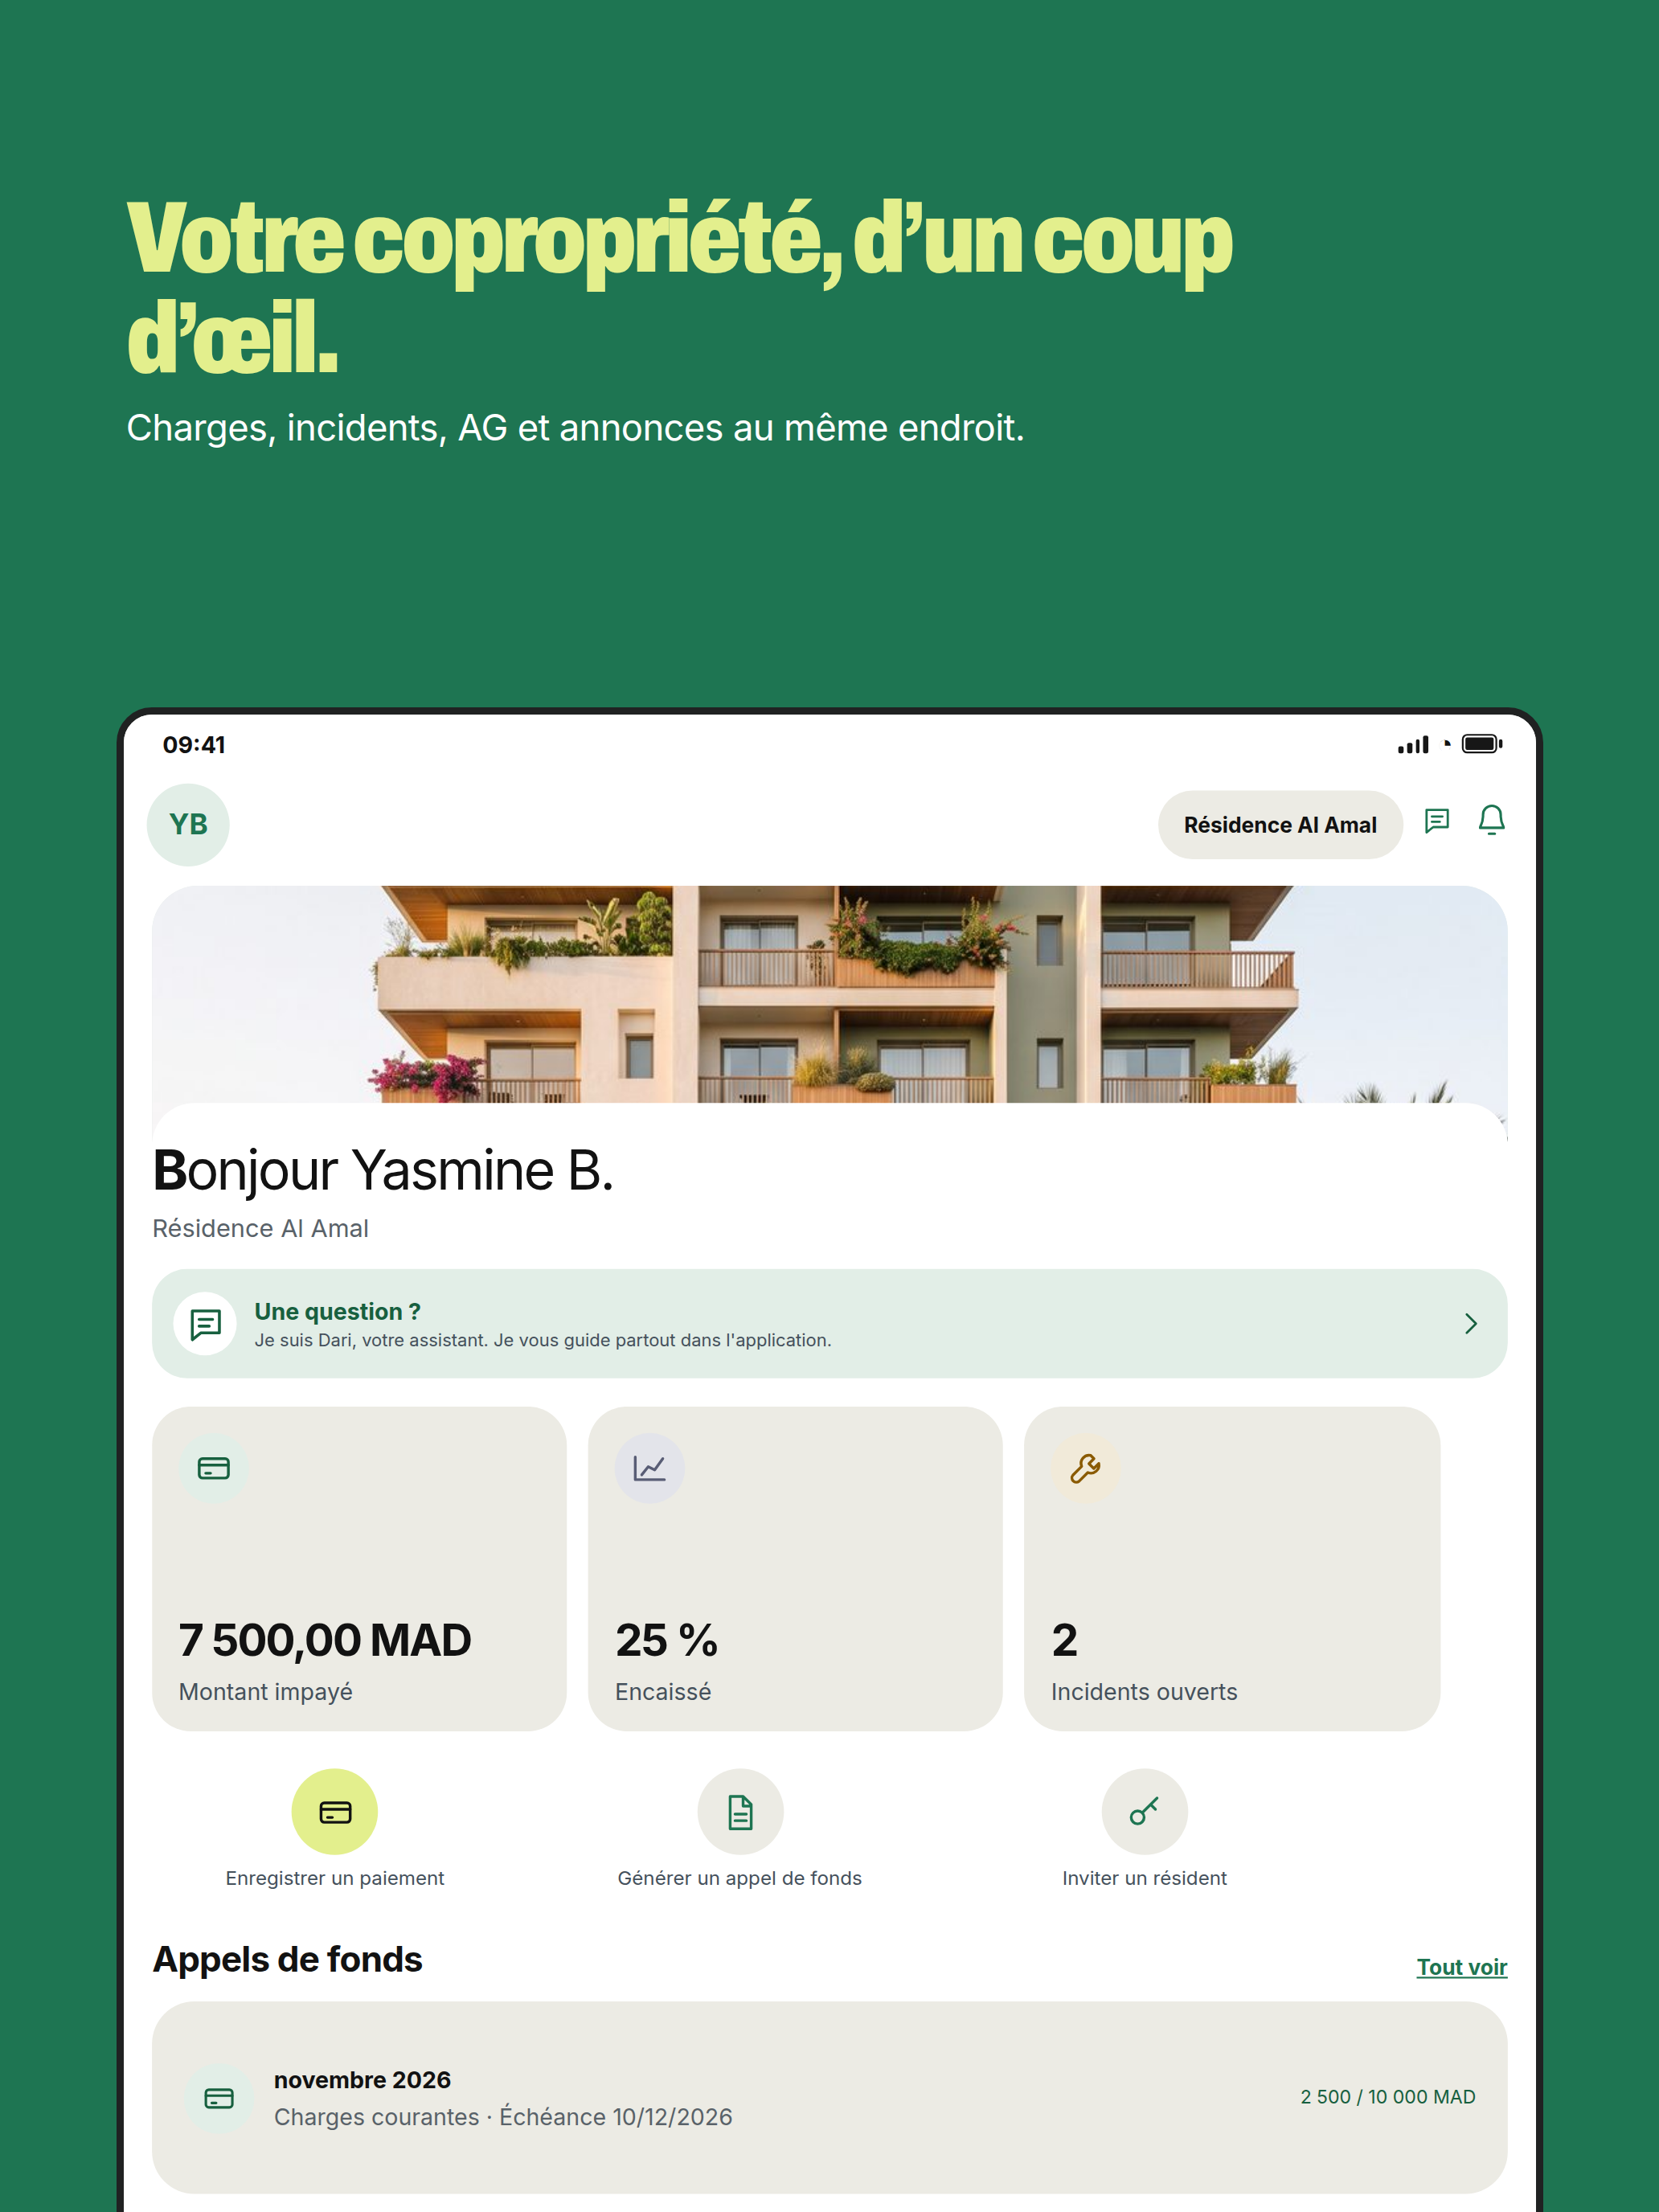 Votre copropriété, d’un coup
d’œil.
Charges, incidents, AG et annonces au même endroit.
09:41
YB
Résidence Al Amal
Bonjour Yasmine B.
Résidence Al Amal
Une question ?
Je suis Dari, votre assistant. Je vous guide partout dans l'application.
7 500,00 MAD
Montant impayé
25 %
Encaissé
2
Incidents ouverts
Enregistrer un paiement
Générer un appel de fonds
Inviter un résident
Appels de fonds
Tout voir
novembre 2026
Charges courantes · Échéance 10/12/2026
2 500 / 10 000 MAD